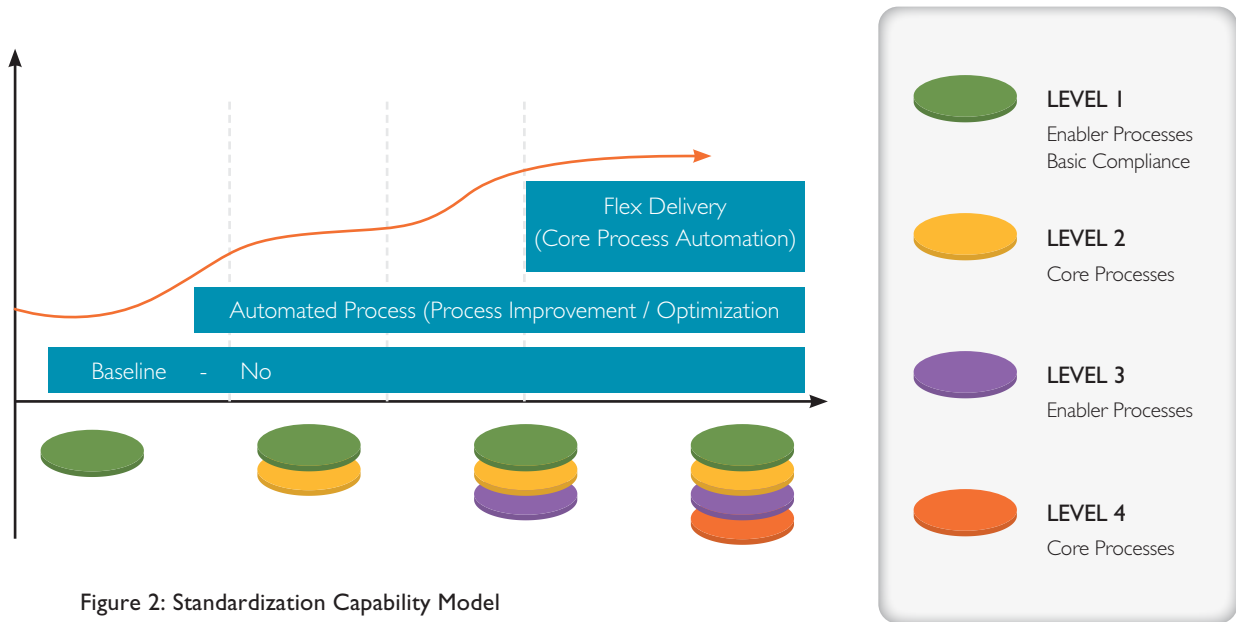 Flex Delivery
(Core Process Automation)
Automated Process (Process Improvement / Optimization
Baseline - No
Figure 2: Standardization Capability Model
LEVEL 1
Enabler Processes
Basic Compliance
LEVEL 2
Core Processes
LEVEL 3
Enabler Processes
LEVEL 4
Core Processes